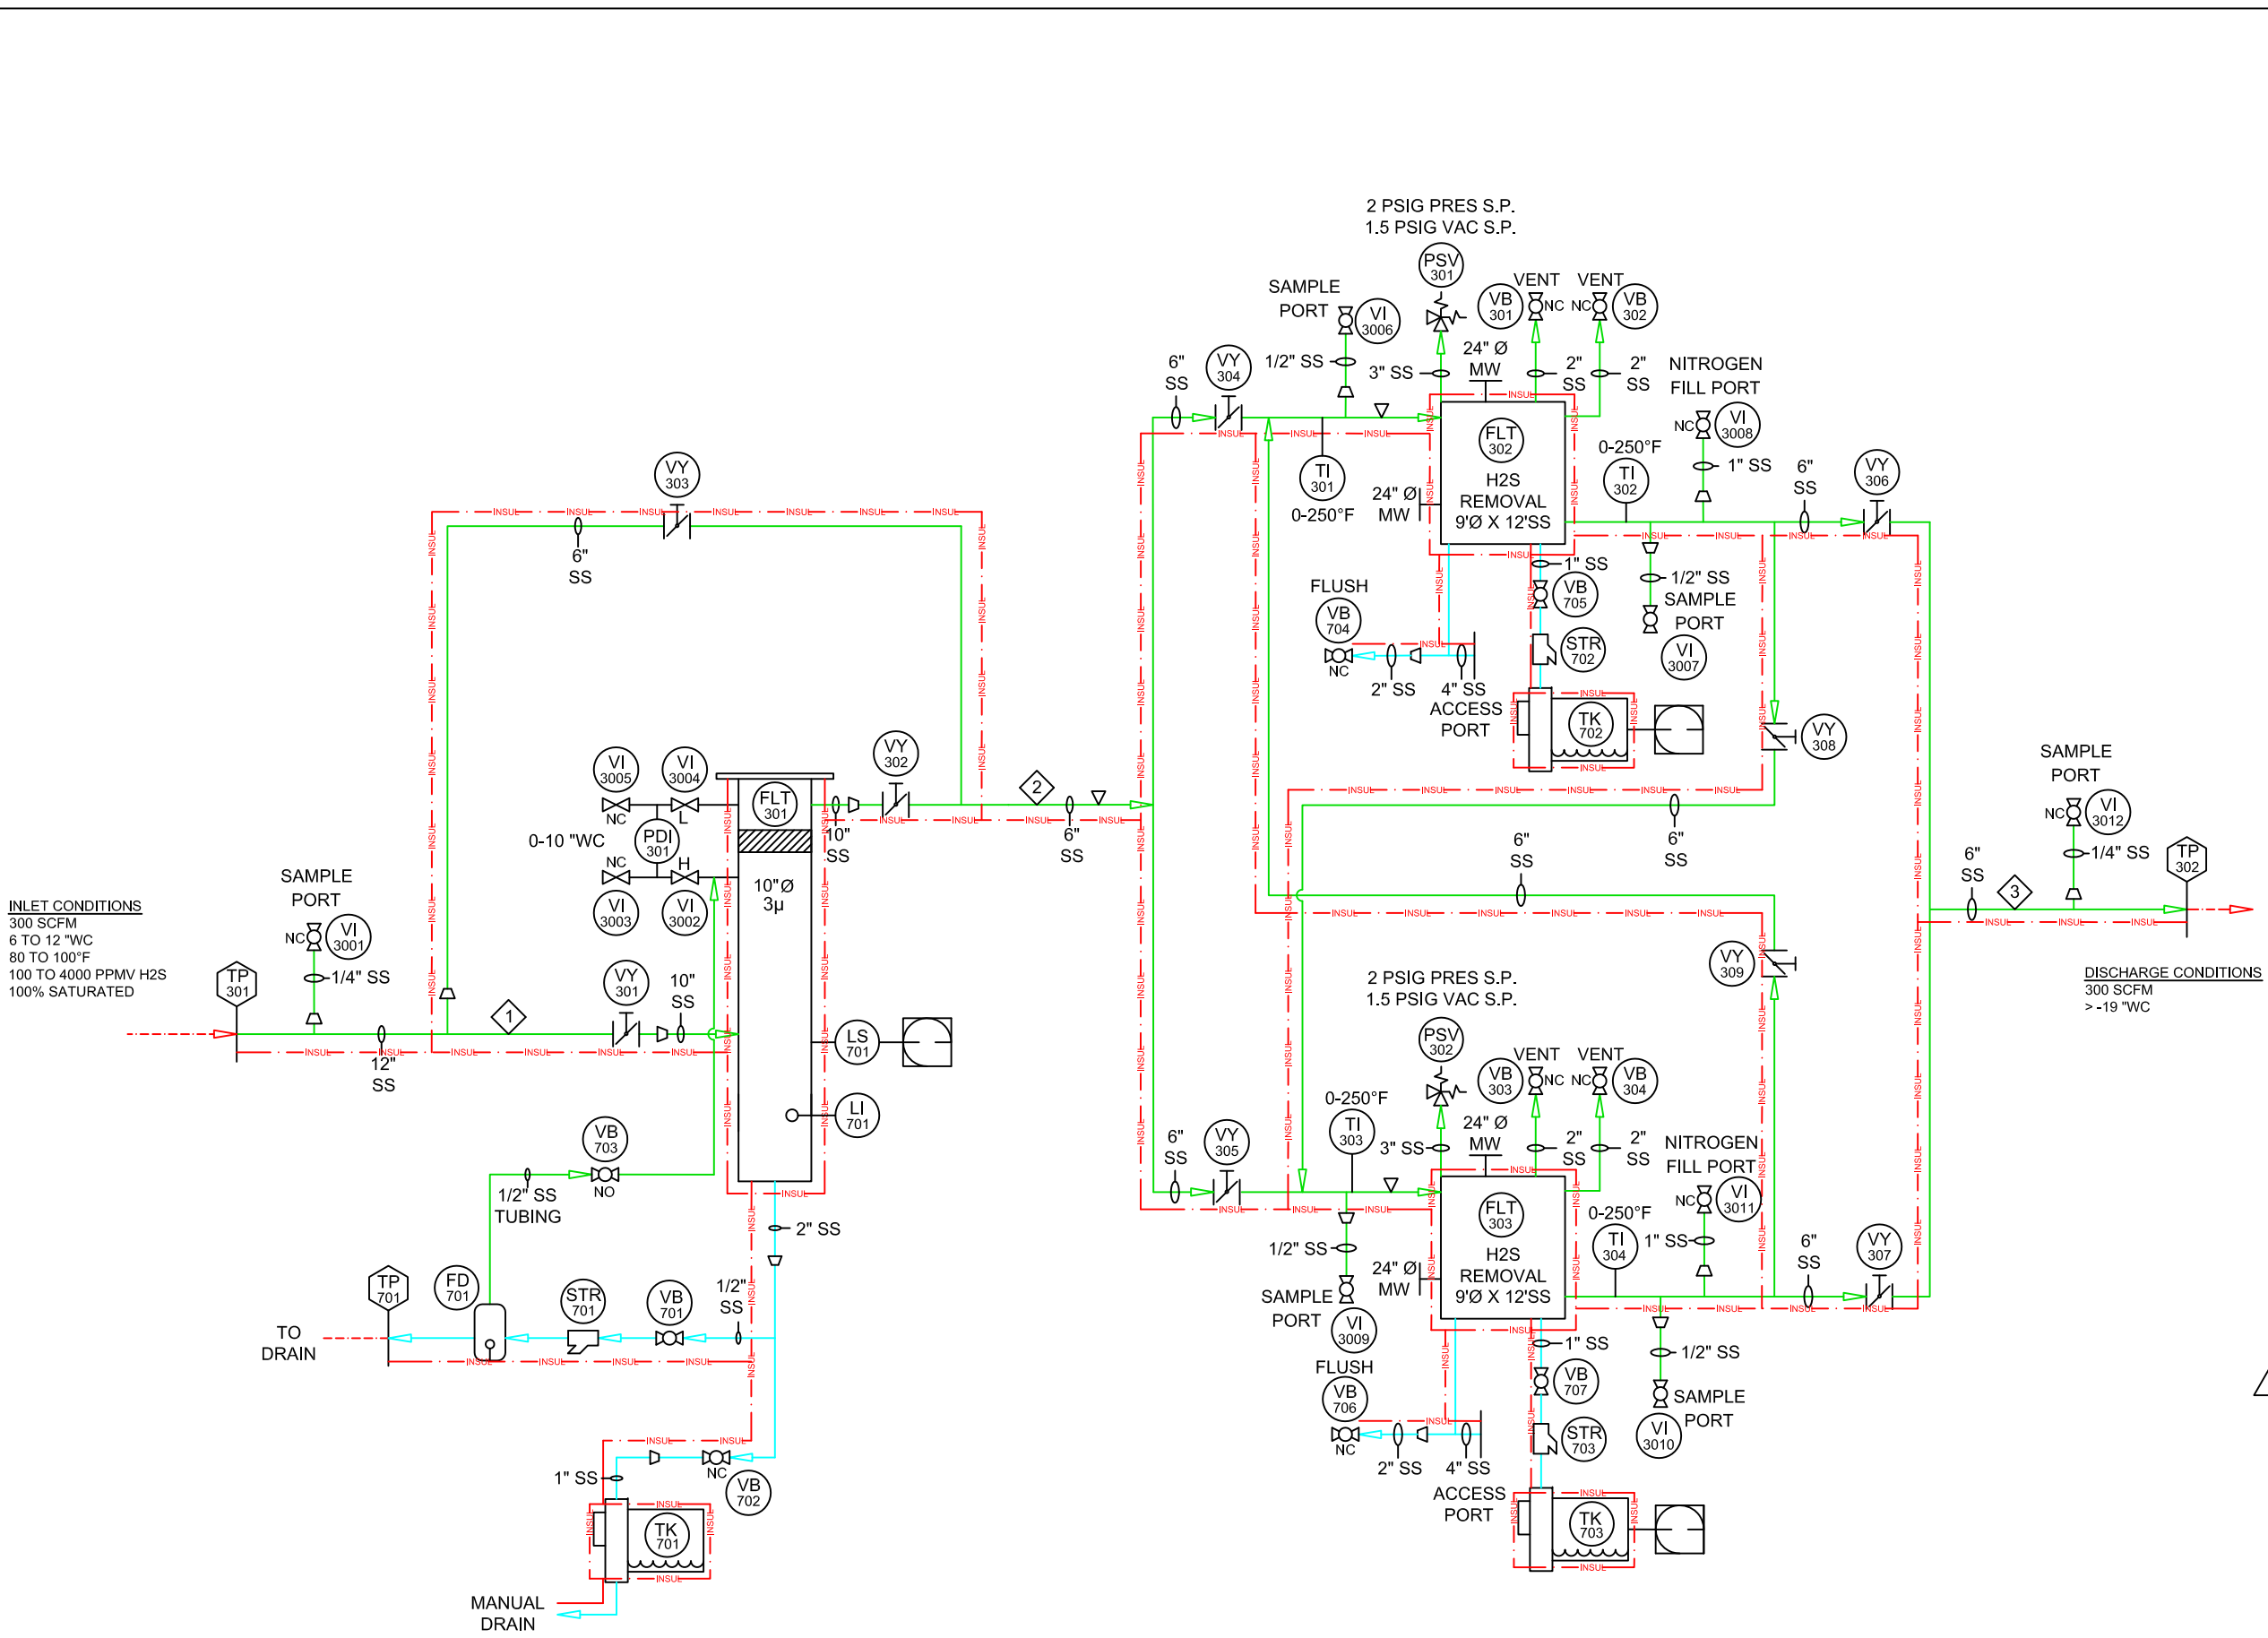 2 PSIG PRES S.P.
1.5 PSIG VAC S.P.
PSV
301
SAMPLE
PORT
VI
3006
VENT
VB
301
NC
VENT
NC
VB
302
1/2" SS
3" SS
24" Ø
MW
2"
SS
2"
SS
6"
SS
VY
304
NITROGEN
FILL PORT
NC
VI
3008
1" SS
FLT
302
H2S
REMOVAL
9'Ø X 12'SS
TI
301
0-250°F
24" Ø
MW
0-250°F
TI
302
6"
SS
VY
306
VY
303
6"
SS
1" SS
VB
705
1/2" SS
SAMPLE
PORT
VI
3007
FLUSH
VB
704
NC
2" SS
4" SS
ACCESS
PORT
STR
702
TK
702
VY
308
VI
3005
VI
3004
NC
L
0-10 "WC
PDI
301
NC
H
VI
3003
VI
3002
FLT
301
10"Ø
3µ
10"
SS
VY
302
2
6"
SS
6"
SS
6"
SS
SAMPLE
PORT
NC
VI
3012
1/4" SS
6"
SS
3
TP
302
INLET CONDITIONS
300 SCFM
6 TO 12 "WC
80 TO 100°F
100 TO 4000 PPMV H2S
100% SATURATED
SAMPLE
PORT
NC
VI
3001
1/4" SS
TP
301
12"
SS
1
VY
301
10"
SS
LS
701
LI
701
VY
309
DISCHARGE CONDITIONS
300 SCFM
> -19 "WC
2 PSIG PRES S.P.
1.5 PSIG VAC S.P.
PSV
302
VENT
VB
303
NC
VENT
NC
VB
304
0-250°F
TI
303
3" SS
24" Ø
MW
2"
SS
2"
SS
6"
SS
VY
305
NITROGEN
FILL PORT
NC
VI
3011
1" SS
FLT
303
H2S
REMOVAL
9'Ø X 12'SS
0-250°F
TI
304
6"
SS
VY
307
1/2" SS
SAMPLE
PORT
VI
3009
24" Ø
MW
1" SS
VB
707
1/2" SS
SAMPLE
PORT
VI
3010
FLUSH
VB
706
NC
2" SS
4" SS
ACCESS
PORT
STR
703
TK
703
VB
703
NO
1/2" SS
TUBING
2" SS
TP
701
FD
701
STR
701
VB
701
1/2"
SS
TO
DRAIN
NC
VB
702
1" SS
TK
701
MANUAL
DRAIN
INSUL